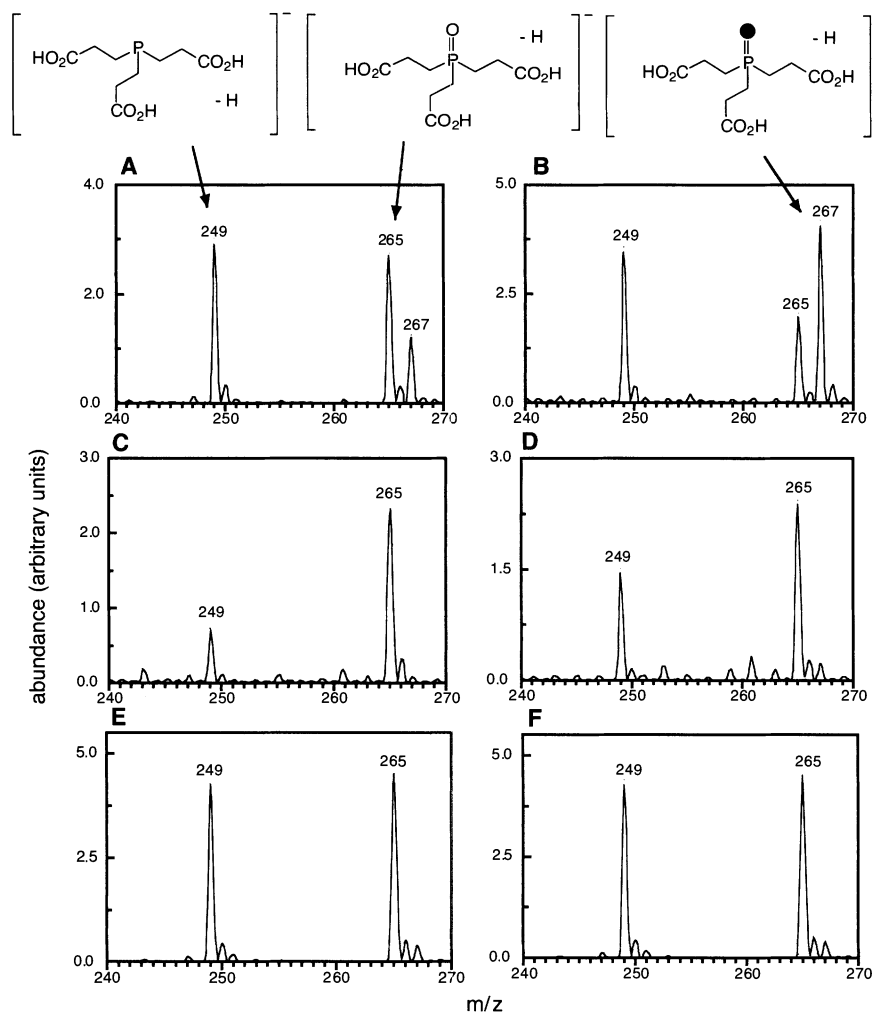 P HO2C CO2H CO2H - H -
O P HO2C CO2H CO2H - H -
P HO2C CO2H CO2H - H
A
4.0 2.0 0.0
249 265 267
240 250 260 270
B
5.0 2.5 0.0
249 265 267
240 250 260 270
C
3.0 2.0 1.0 0.0
249 265
240 250 260 270
D
3.0 1.5 0.0
249 265
240 250 260 270
E
5.0 2.5 0.0
249 265
240 250 260 270
F
5.0 2.5 0.0
249 265
240 250 260 270
abundance (arbitrary units)
m/z